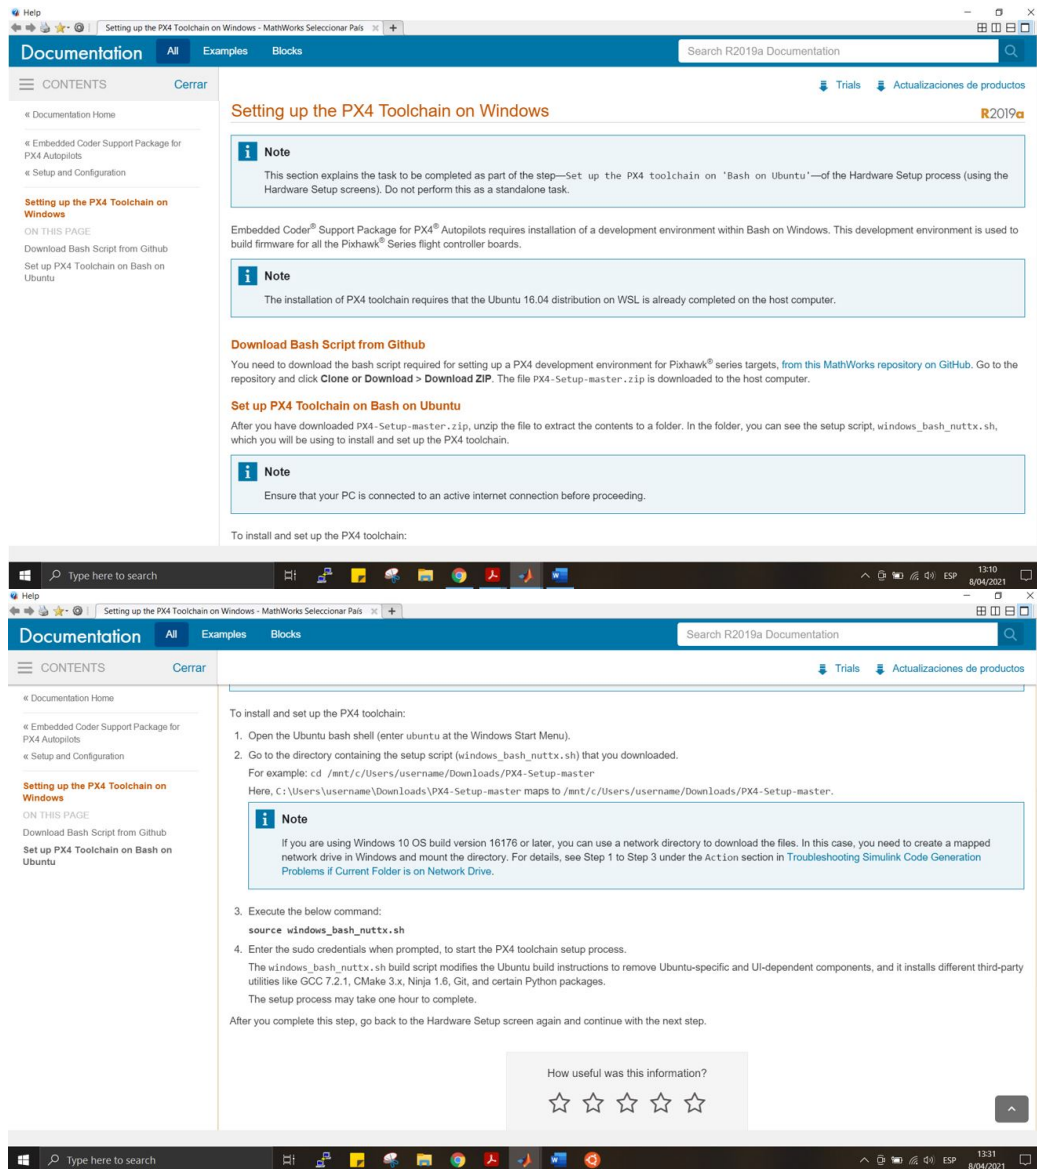 Help
Setting up the PX4 Toolchain on Windows - MathWorks Seleccionar País
Documentation All Examples Blocks Search R2019a Documentation
CONTENTS Cerrar
Trials Actualizaciones de productos
« Documentation Home
« Embedded Coder Support Package for
PX4 Autopilots
« Setup and Configuration
Setting up the PX4 Toolchain on
Windows
ON THIS PAGE
Download Bash Script from Github
Set up PX4 Toolchain on Bash on
Ubuntu
Setting up the PX4 Toolchain on Windows
R2019a
Note
This section explains the task to be completed as part of the step—Set up the PX4 toolchain on 'Bash on Ubuntu'—of the Hardware Setup process (using the
Hardware Setup screens). Do not perform this as a standalone task.
Embedded Coder® Support Package for PX4® Autopilots requires installation of a development environment within Bash on Windows. This development environment is used to
build firmware for all the Pixhawk® Series flight controller boards.
Note
The installation of PX4 toolchain requires that the Ubuntu 16.04 distribution on WSL is already completed on the host computer.
Download Bash Script from Github
You need to download the bash script required for setting up a PX4 development environment for Pixhawk® series targets, from this MathWorks repository on GitHub. Go to the
repository and click Clone or Download > Download ZIP. The file PX4-Setup-master.zip is downloaded to the host computer.
Set up PX4 Toolchain on Bash on Ubuntu
After you have downloaded PX4-Setup-master.zip, unzip the file to extract the contents to a folder. In the folder, you can see the setup script, windows_bash_nuttx.sh,
which you will be using to install and set up the PX4 toolchain.
Note
Ensure that your PC is connected to an active internet connection before proceeding.
To install and set up the PX4 toolchain:
Type here to search
ESP
13:10
8/04/2021
Help
Setting up the PX4 Toolchain on Windows - MathWorks Seleccionar País
Documentation All Examples Blocks Search R2019a Documentation
CONTENTS Cerrar
Trials Actualizaciones de productos
« Documentation Home
« Embedded Coder Support Package for
PX4 Autopilots
« Setup and Configuration
Setting up the PX4 Toolchain on
Windows
ON THIS PAGE
Download Bash Script from Github
Set up PX4 Toolchain on Bash on
Ubuntu
To install and set up the PX4 toolchain:
1. Open the Ubuntu bash shell (enter ubuntu at the Windows Start Menu).
2. Go to the directory containing the setup script (windows_bash_nuttx.sh) that you downloaded.
For example: cd /mnt/c/Users/username/Downloads/PX4-Setup-master
Here, C:\Users\username\Downloads\PX4-Setup-master maps to /mnt/c/Users/username/Downloads/PX4-Setup-master.
Note
If you are using Windows 10 OS build version 16176 or later, you can use a network directory to download the files. In this case, you need to create a mapped
network drive in Windows and mount the directory. For details, see Step 1 to Step 3 under the Action section in Troubleshooting Simulink Code Generation
Problems if Current Folder is on Network Drive.
3. Execute the below command:
source windows_bash_nuttx.sh
4. Enter the sudo credentials when prompted, to start the PX4 toolchain setup process.
The windows_bash_nuttx.sh build script modifies the Ubuntu build instructions to remove Ubuntu-specific and UI-dependent components, and it installs different third-party
utilities like GCC 7.2.1, CMake 3.x, Ninja 1.6, Git, and certain Python packages.
The setup process may take one hour to complete.
After you complete this step, go back to the Hardware Setup screen again and continue with the next step.
How useful was this information?
Type here to search
ESP
13:31
8/04/2021